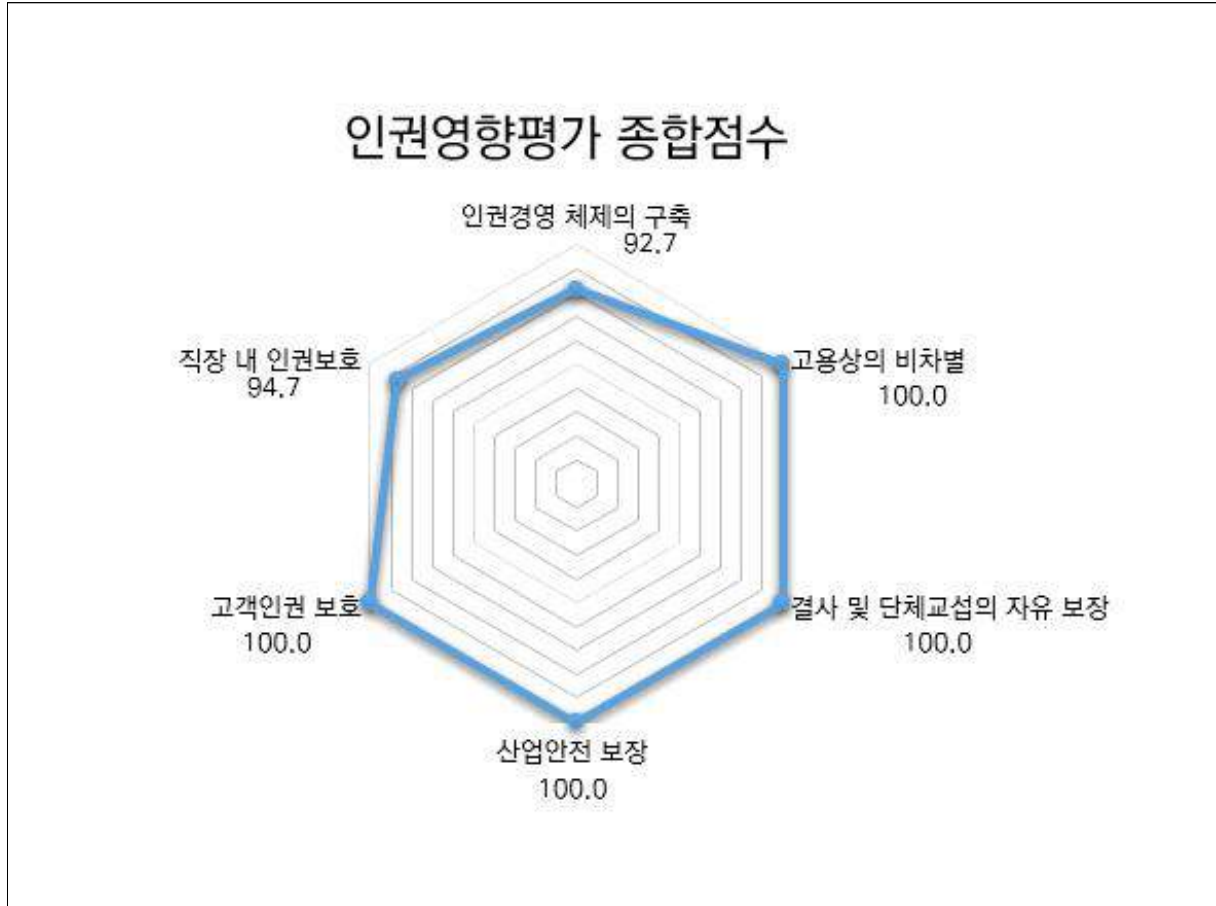 인권영향평가 종합점수
인권경영 체제의 구축
92.7
고용상의 비차별
100.0
결사 및 단체교섭의 자유 보장
100.0
산업안전 보장
100.0
고객인권 보호
100.0
직장 내 인권보호
94.7